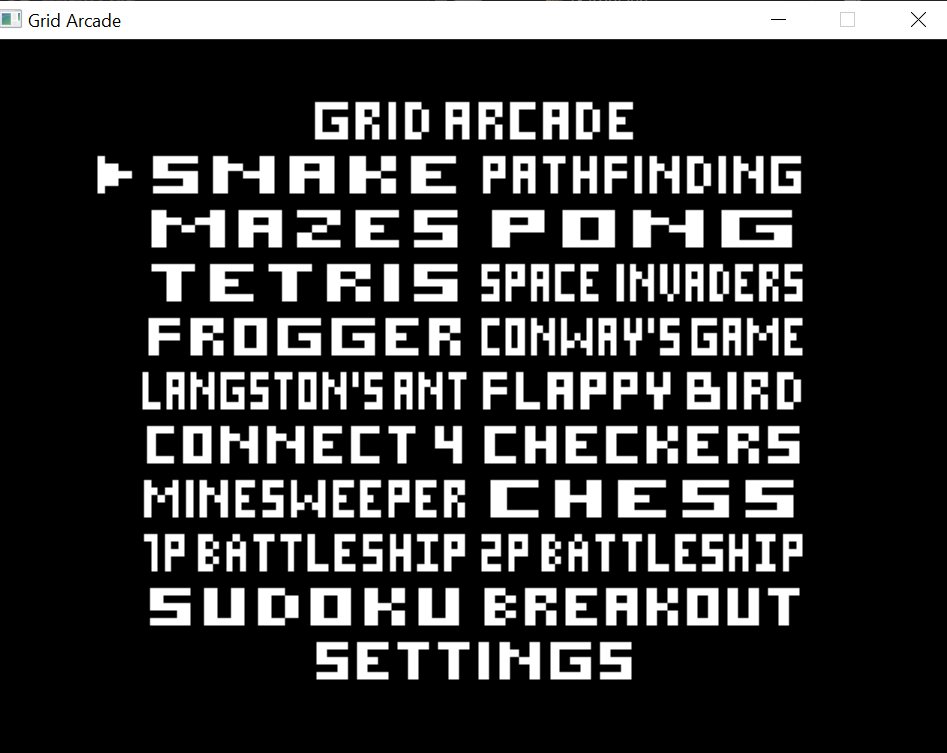 Grid Arcade
GRID ARCADE
SNAKE PATHFINDING
MAZES PONG
TETRIS SPACE INVADERS
FROGGER CONWAY'S GAME
LANGSTON'S ANT FLAPPY BIRD
CONNECT 4 CHECKERS
MINESWEEPER CHESS
1P BATTLESHIP 2P BATTLESHIP
SUDOKU BREAKOUT
SETTINGS